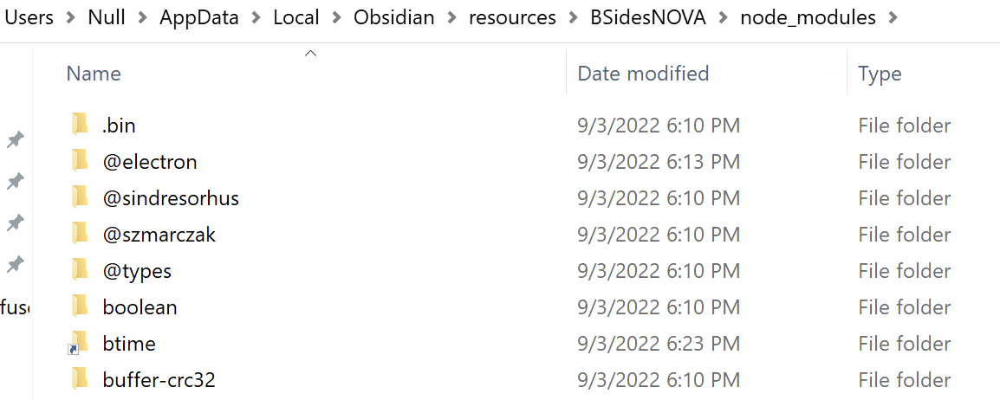 Users > Null > AppData > Local > Obsidian > resources > BSidesNOVA > node_modules >
Name Date modified Type
.bin 9/3/2022 6:10 PM File folder
@electron 9/3/2022 6:13 PM File folder
@sindresorhus 9/3/2022 6:10 PM File folder
@szmarczak 9/3/2022 6:10 PM File folder
@types 9/3/2022 6:10 PM File folder
fuse boolean 9/3/2022 6:10 PM File folder
btime 9/3/2022 6:23 PM File folder
buffer-crc32 9/3/2022 6:10 PM File folder